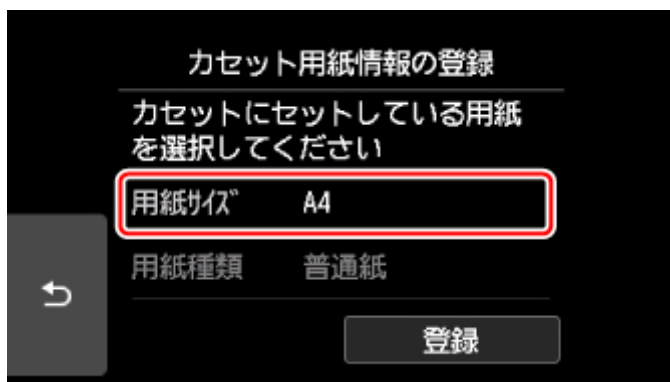 カセット用紙情報の登録
カセットにセットしている用紙
を選択してください
用紙ｻｲｽﾞ A4
用紙種類 普通紙
登録